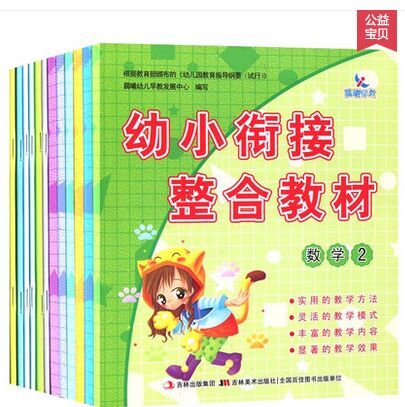 公益
宝贝
根据教育部颁布的《幼儿园教育指导纲要(试行)》
晨曦幼儿早教发展中心 编写
晨曦早教
幼小衔接
整合教材
数学 2
实用的教学方法
灵活的教学模式
丰富的教学内容
显著的教学效果
吉林出版集团 吉林美术出版社|全国百佳图书出版单位